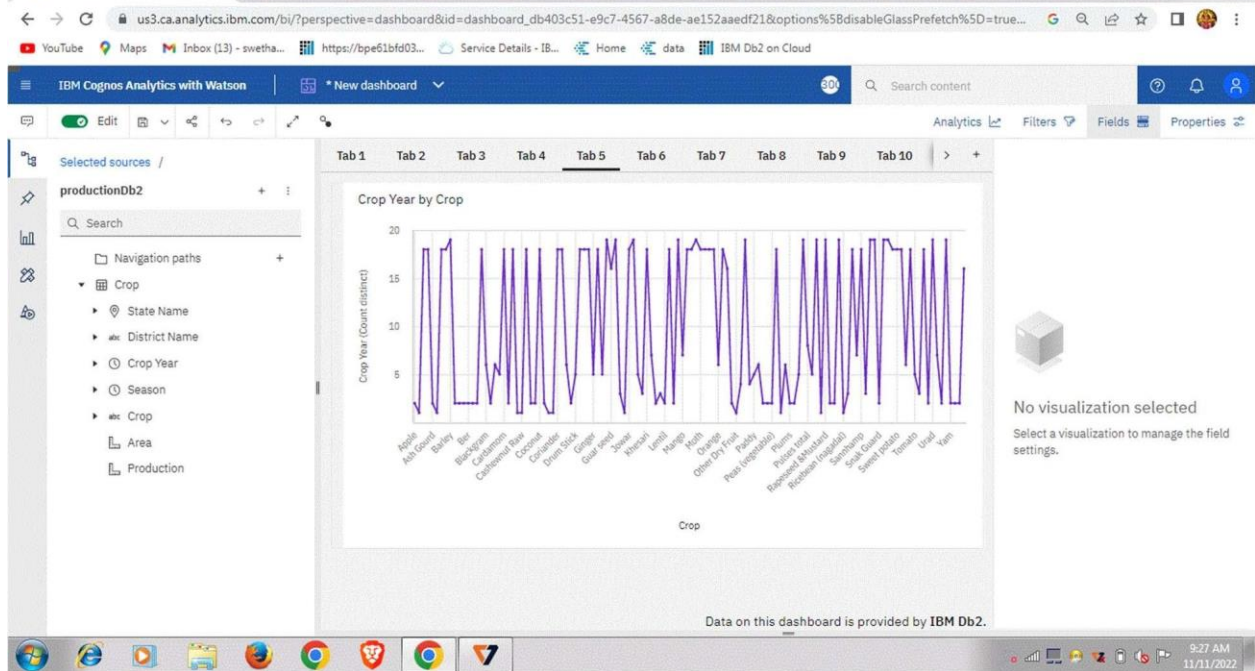 us3.ca.analytics.ibm.com/bi/?perspective=dashboard&id=dashboard_db403c51-e9c7-4567-a8de-ae152aaedf21&options%5BdisableGlassPrefetch%5D=true...
YouTube Maps Inbox (13) - swetha... https://bpe61bfd03... Service Details - IB... Home data IBM Db2 on Cloud
IBM Cognos Analytics with Watson * New dashboard 30d Search content
Edit Analytics Filters Fields Properties
Selected sources /
Tab 1 Tab 2 Tab 3 Tab 4 Tab 5 Tab 6 Tab 7 Tab 8 Tab 9 Tab 10
productionDb2
Search
Navigation paths
Crop
State Name
abc District Name
Crop Year
Season
abc Crop
Area
Production
Crop Year by Crop
Crop Year (Count distinct)
20
15
10
5
Apple
Ash Gourd
Barley
Ber
Blackgram
Cardamom
Cashewnut Raw
Coconut
Coriander
Drum Stick
Ginger
Guar seed
Jowar
Khesari
Lentil
Mango
Moth
Orange
Other Dry Fruit
Paddy
Peas (vegetable)
Plums
Pulses total
Rapeseed &Mustard
Ricebean (nagadal)
Sannhamp
Snak Guard
Sweet potato
Tomato
Urad
Yam
Crop
No visualization selected
Select a visualization to manage the field
settings.
Data on this dashboard is provided by IBM Db2.
9:27 AM
11/11/2022